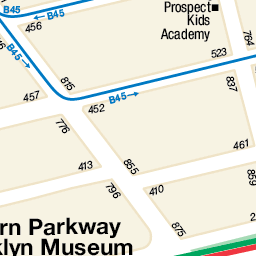 B45
← B45
Prospect
Kids
Academy
456
B45 →
815
523
764
837
457
452
B45 →
776
413
855
461
859
796
410
875
rn Parkway
klyn Museum